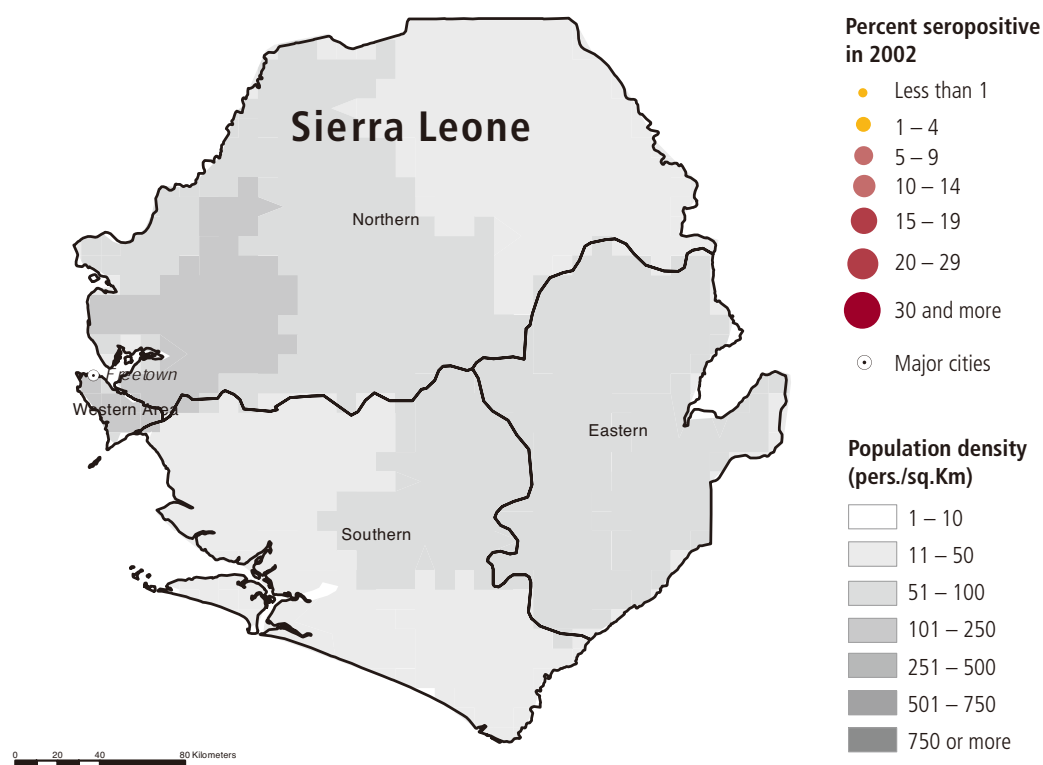 Sierra Leone
Northern
Freetown
Western Area
Eastern
Southern
0 20 40 80 Kilometers
Percent seropositive
in 2002
Less than 1
1 – 4
5 – 9
10 – 14
15 – 19
20 – 29
30 and more
Major cities
Population density
(pers./sq.Km)
1 – 10
11 – 50
51 – 100
101 – 250
251 – 500
501 – 750
750 or more